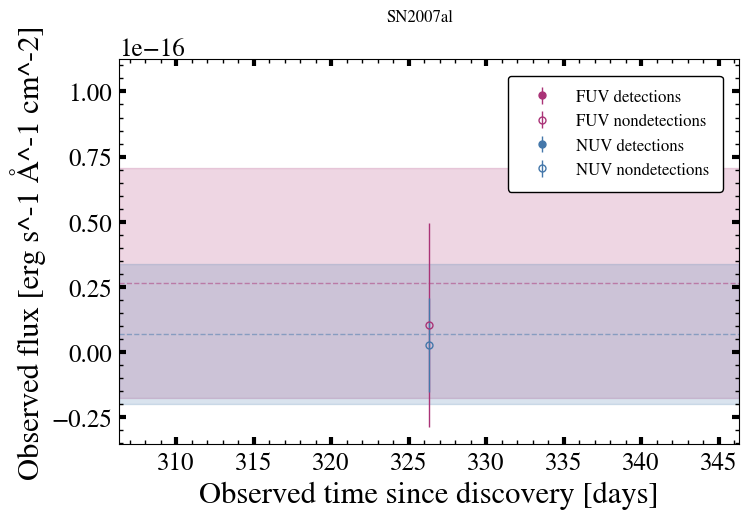 SN2007al
1e−16
Observed flux [erg s^-1 Å^-1 cm^-2]
1.00
0.75
0.50
0.25
0.00
−0.25
FUV detections
FUV nondetections
NUV detections
NUV nondetections
310 315 320 325 330 335 340 345
Observed time since discovery [days]